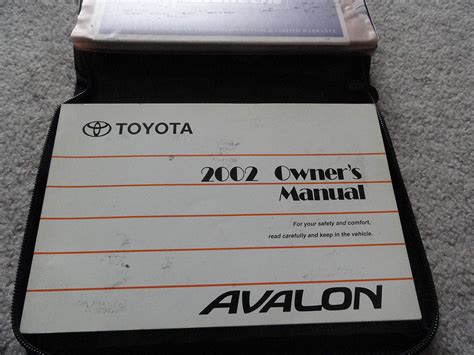 TOYOTA
2002 Owner's
Manual
For your safety and comfort,
read carefully and keep in the vehicle.
AVALON